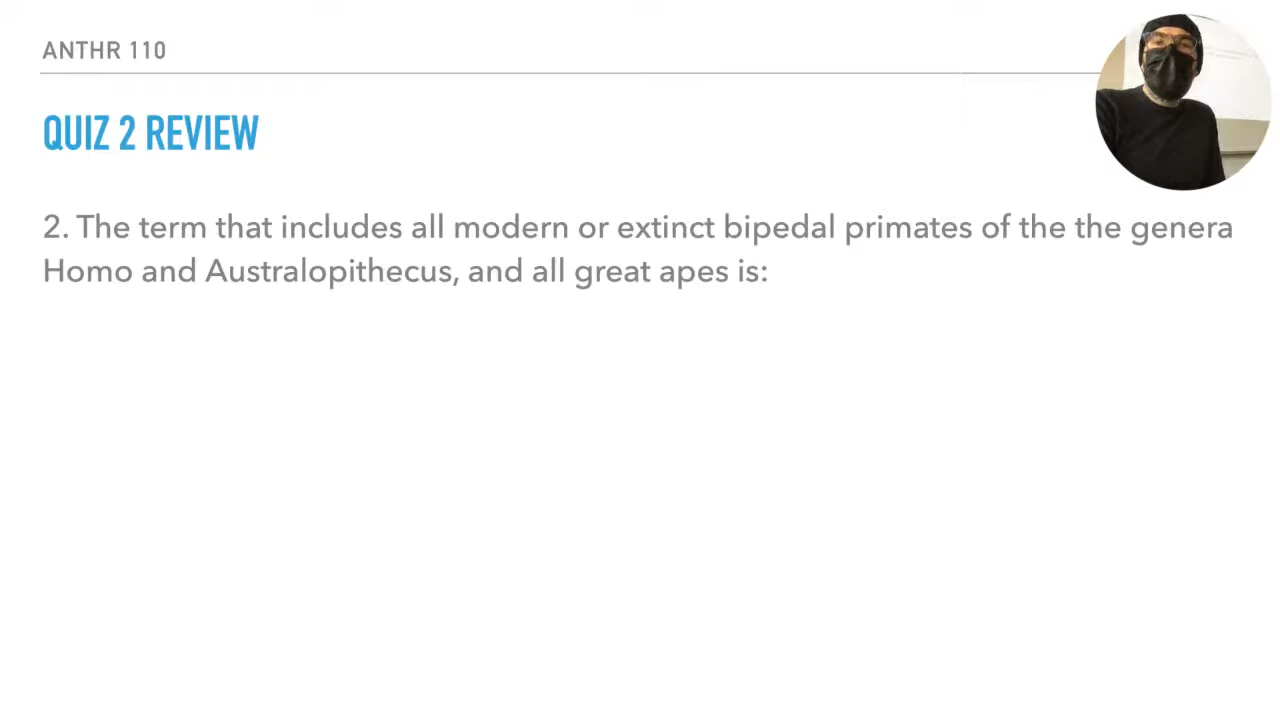 ANTHR 110
QUIZ 2 REVIEW
2. The term that includes all modern or extinct bipedal primates of the the genera
Homo and Australopithecus, and all great apes is: